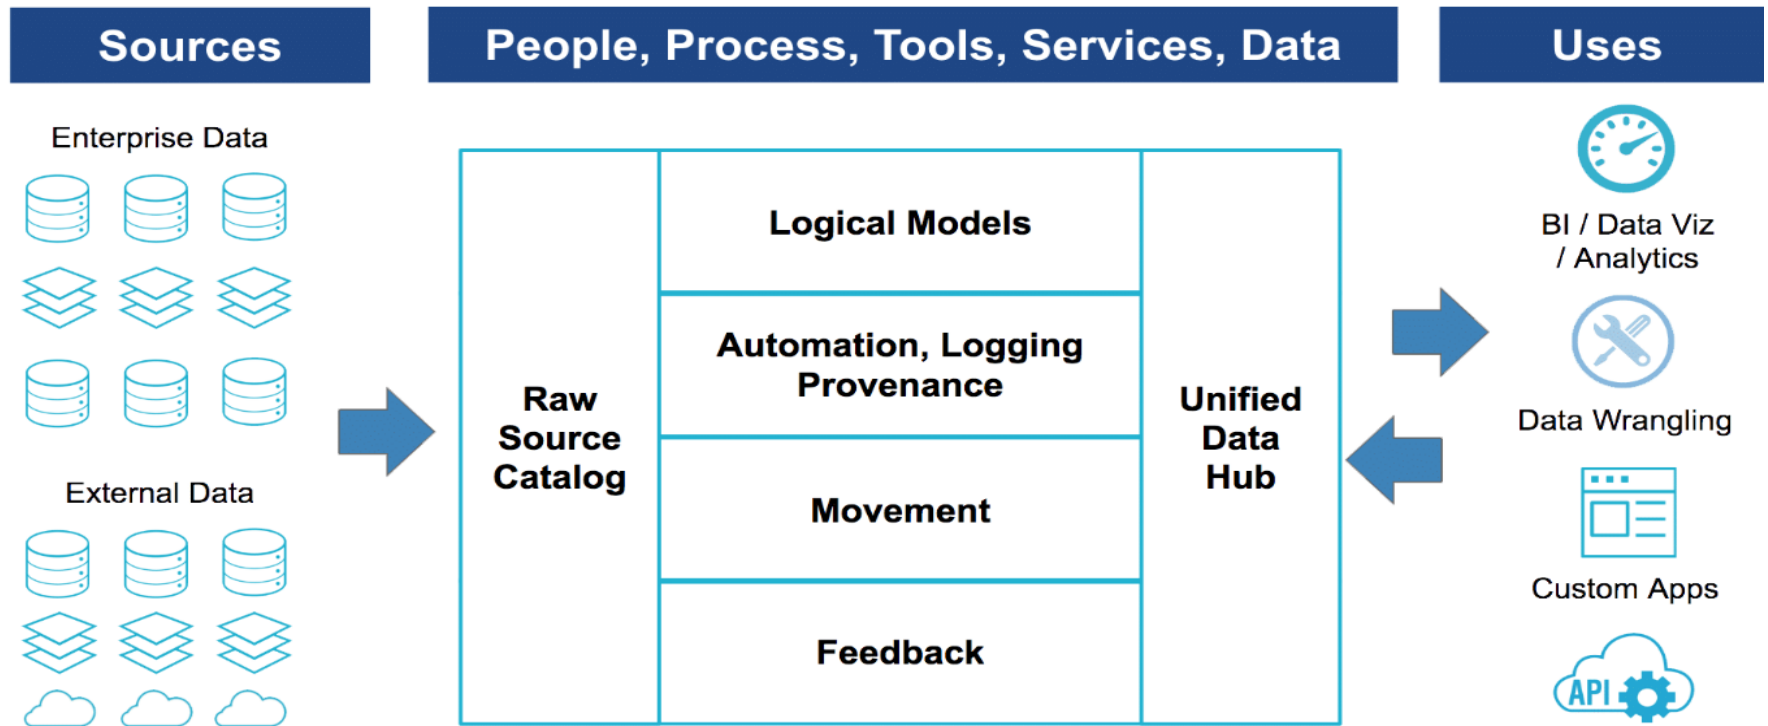 Sources
People, Process, Tools, Services, Data
Uses
Enterprise Data
External Data
Raw
Source
Catalog
Logical Models
Automation, Logging
Provenance
Movement
Feedback
Unified
Data
Hub
BI / Data Viz
/ Analytics
Data Wrangling
Custom Apps
API